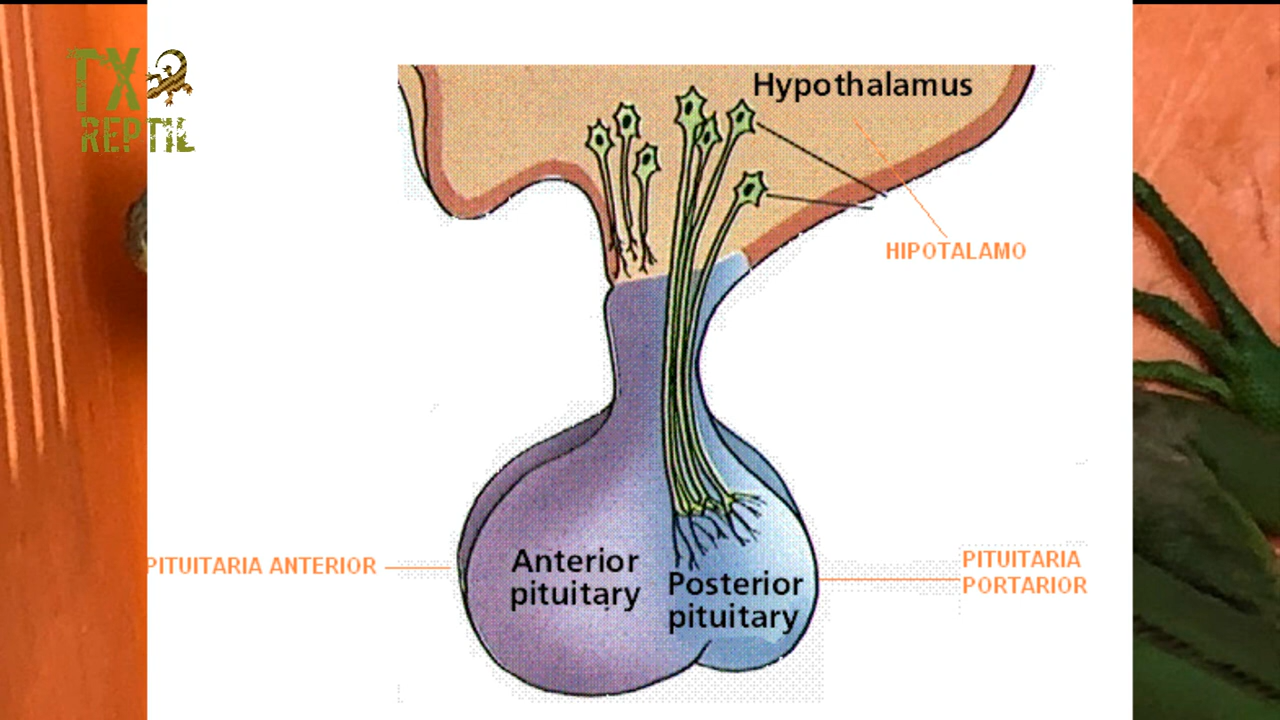 TX
REPTIL
Hypothalamus
HIPOTALAMO
PITUITARIA ANTERIOR
Anterior
pituitary
Posterior
pituitary
PITUITARIA
PORTARIOR